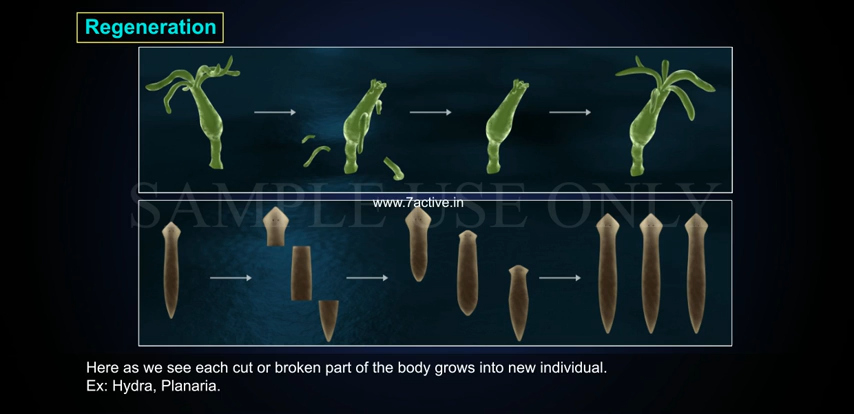 Regeneration
SAMPLE USE ONLY
www.7active.in
Here as we see each cut or broken part of the body grows into new individual.
Ex: Hydra, Planaria.